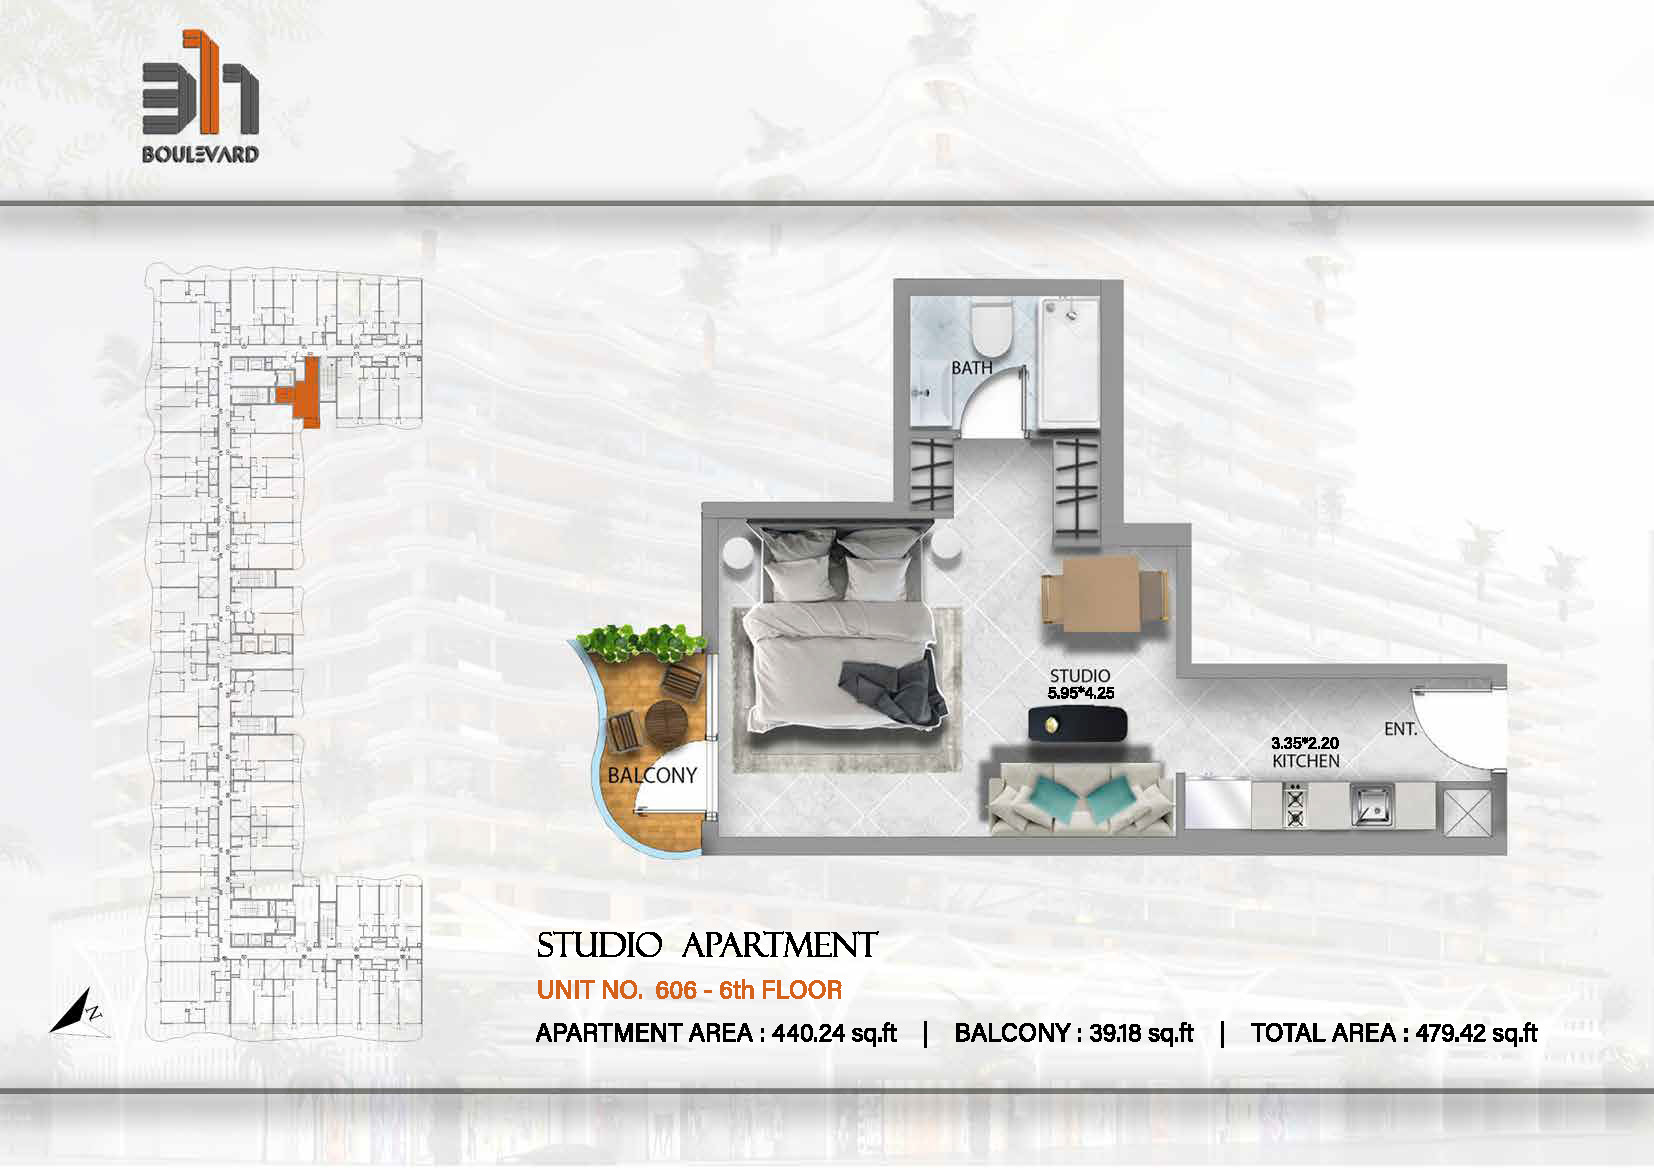 311
BOULEVARD
BATH
STUDIO
5.95*4.25
ENT.
3.35*2.20
KITCHEN
BALCONY
Z
STUDIO APARTMENT
UNIT NO. 606 - 6th FLOOR
APARTMENT AREA : 440.24 sq.ft | BALCONY : 39.18 sq.ft | TOTAL AREA : 479.42 sq.ft